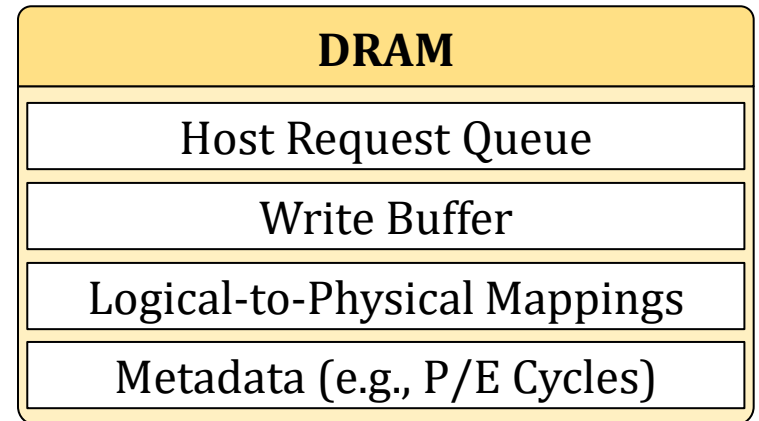 DRAM
Host Request Queue
Write Buffer
Logical-to-Physical Mappings
Metadata (e.g., P/E Cycles)